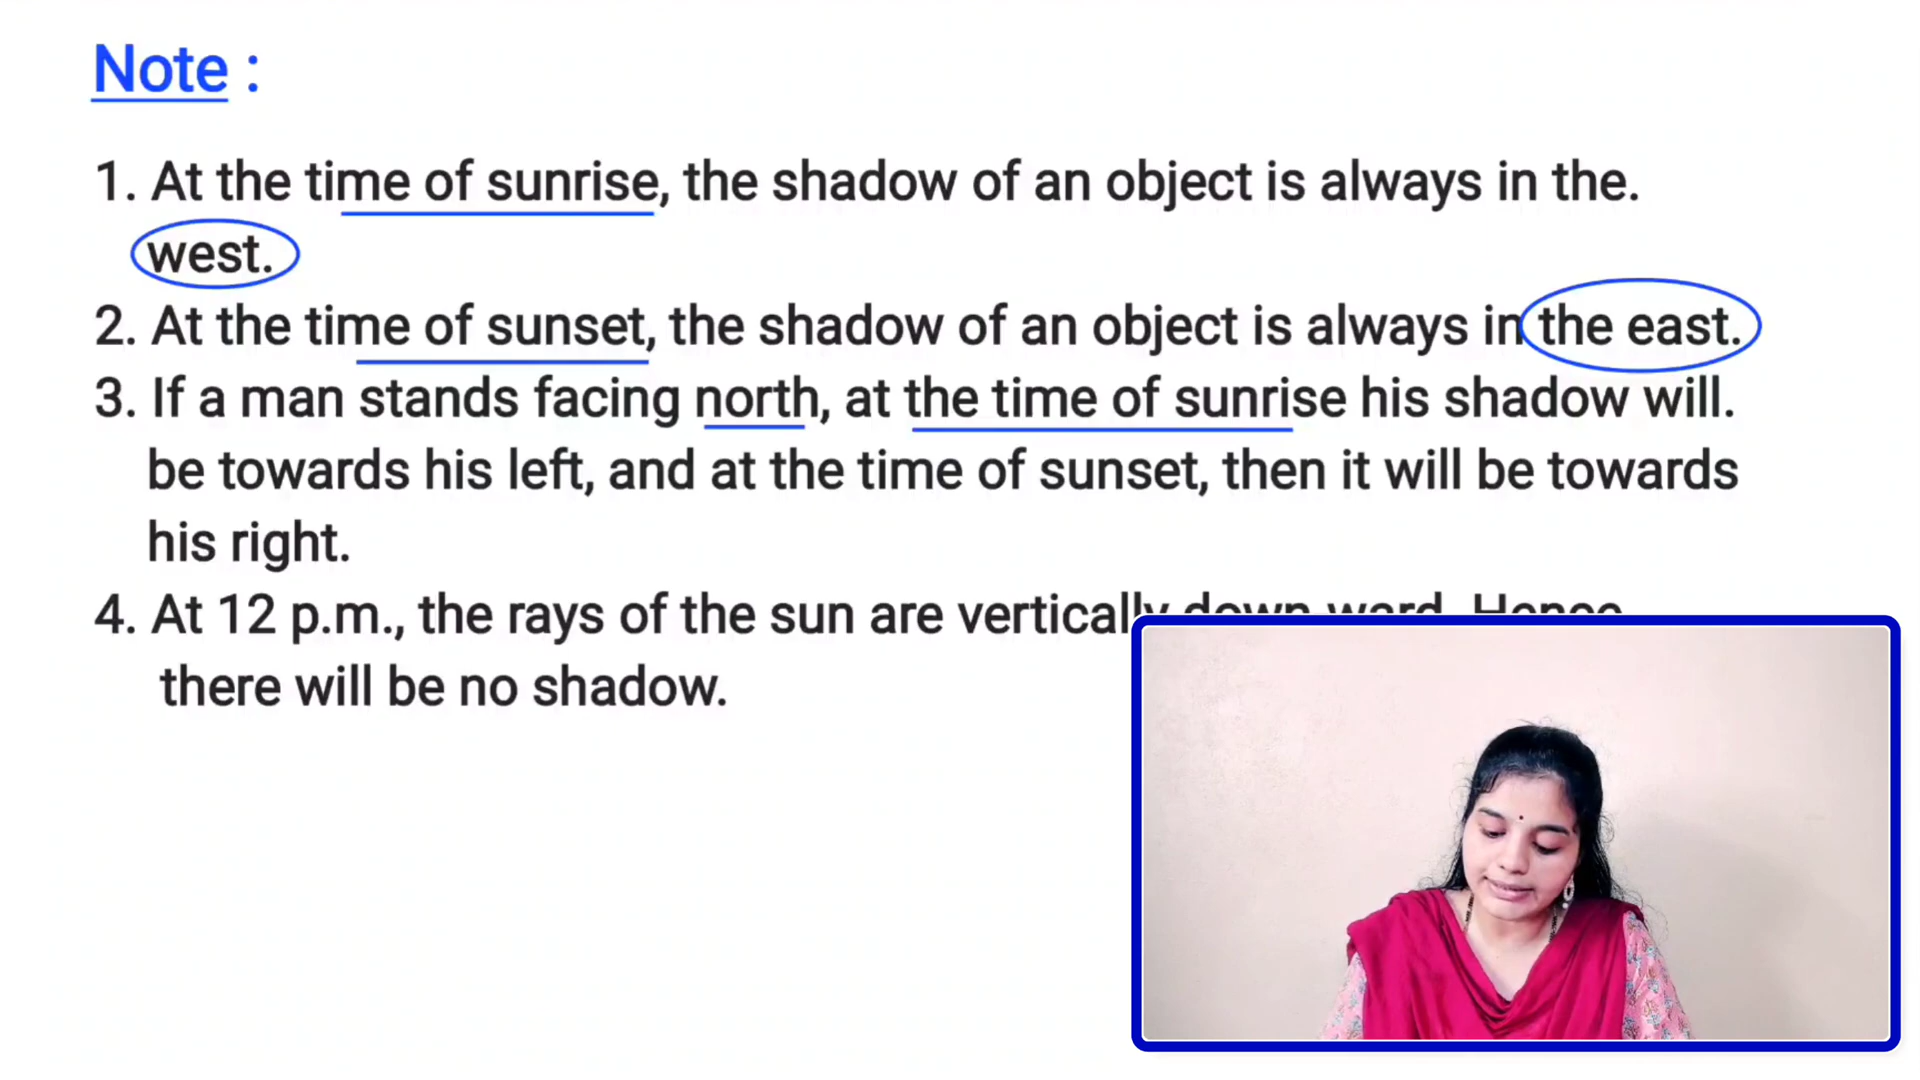 Note :
1. At the time of sunrise, the shadow of an object is always in the.
west.
2. At the time of sunset, the shadow of an object is always in the east.
3. If a man stands facing north, at the time of sunrise his shadow will.
be towards his left, and at the time of sunset, then it will be towards
his right.
4. At 12 p.m., the rays of the sun are vertically down ward. Hence
there will be no shadow.